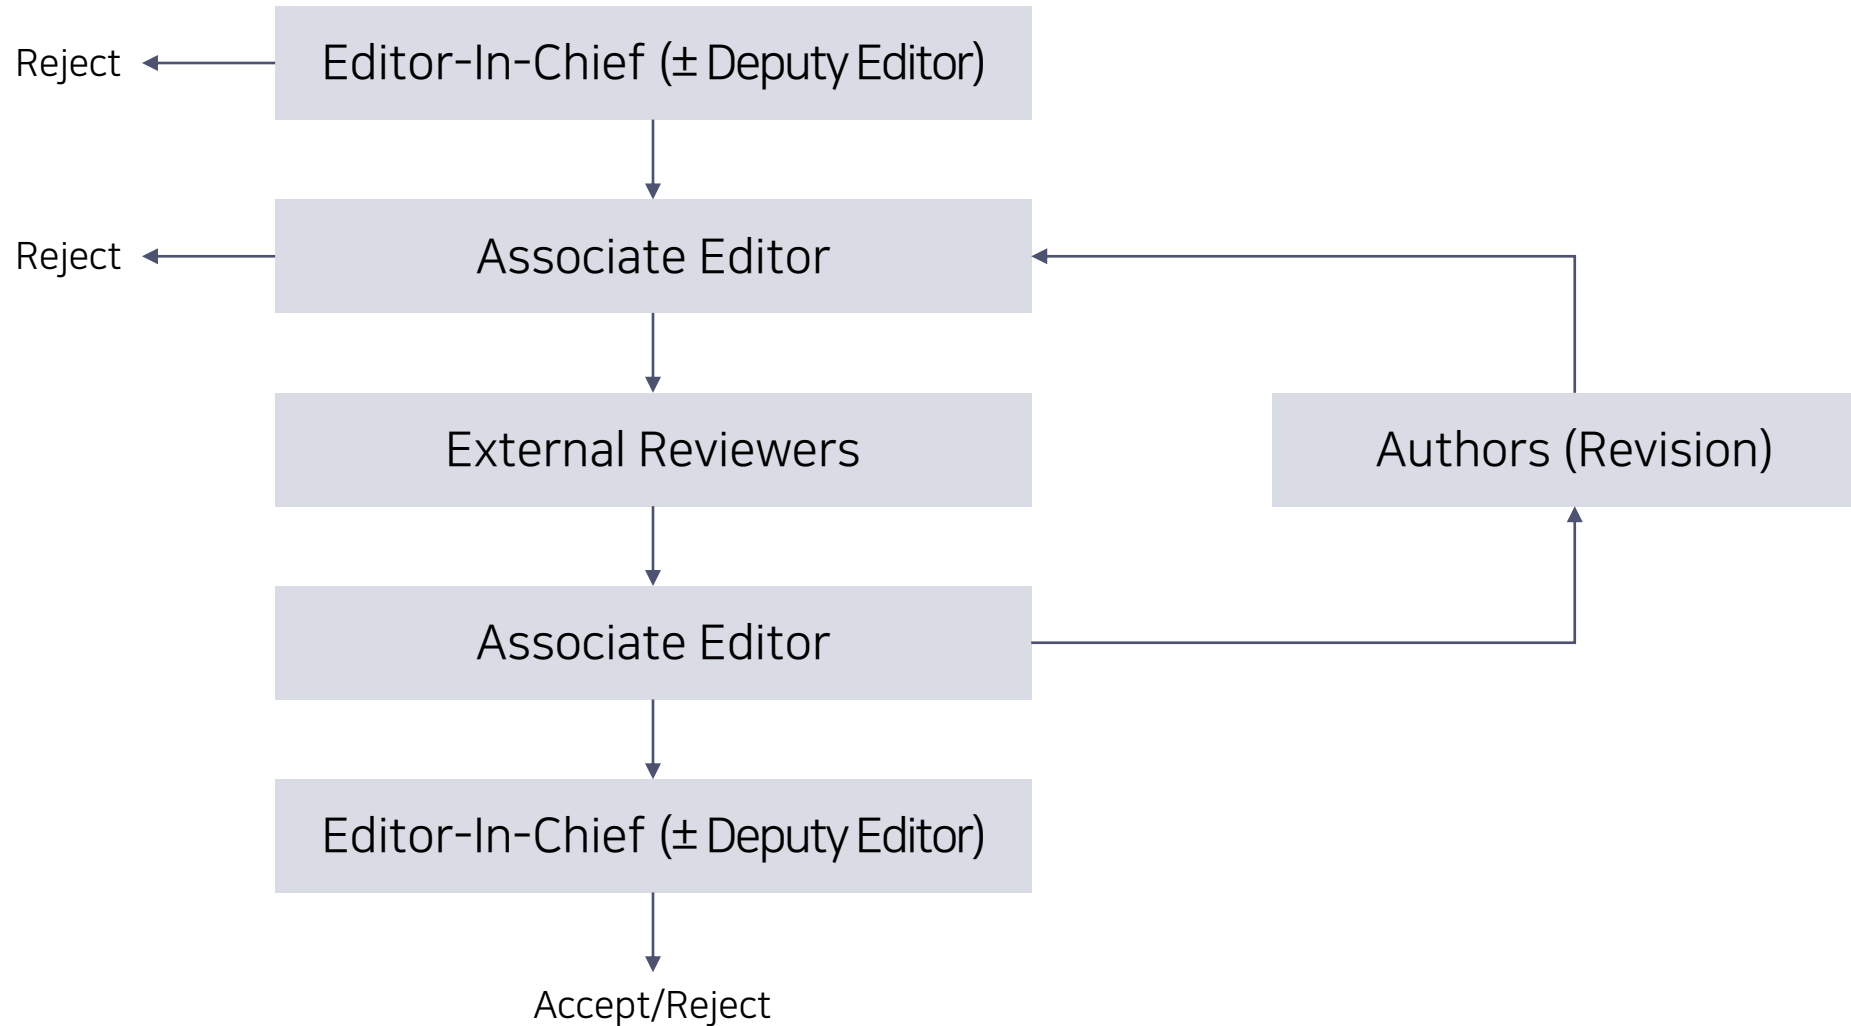 Reject
Editor-In-Chief (± Deputy Editor)
Reject
Associate Editor
External Reviewers
Authors (Revision)
Associate Editor
Editor-In-Chief (± Deputy Editor)
Accept/Reject